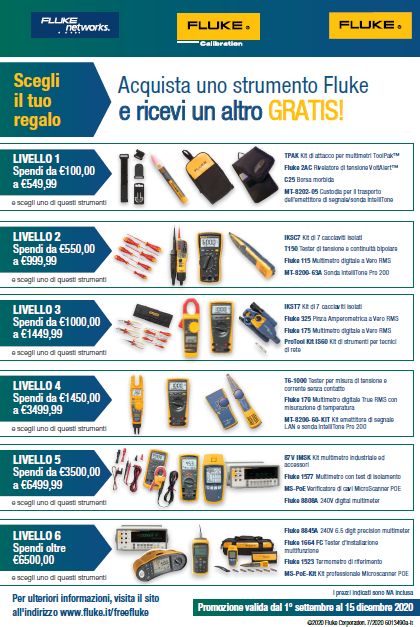 FLUKE
networks.
FLUKE®
Calibration
FLUKE®
Scegli
il tuo
regalo
Acquista uno strumento Fluke
e ricevi un altro GRATIS!
LIVELLO 1
Spendi da €100,00
a €549,99
e scegli uno di questi strumenti
TPAK Kit di attacco per multimetri ToolPak™
Fluke 2AC Rivelatore di tensione VoltAlert™
C25 Borsa morbida
MT-8202-05 Custodia per il trasporto
dell'emettitore di segnale/sonda IntelliTone
LIVELLO 2
Spendi da €550,00
a €999,99
e scegli uno di questi strumenti
IKSC7 Kit di 7 cacciaviti isolati
T150 Tester di tensione e continuità bipolare
Fluke 115 Multimetro digitale a Vero RMS
MT-8200-63A Sonda IntelliTone Pro 200
LIVELLO 3
Spendi da €1000,00
a €1449,99
e scegli uno di questi strumenti
IKST7 Kit di 7 cacciaviti isolati
Fluke 325 Pinza Amperometrica a Vero RMS
Fluke 175 Multimetro digitale a Vero RMS
ProTool Kit IS60 Kit di strumenti per tecnici
di rete
LIVELLO 4
Spendi da €1450,00
a €3499,99
e scegli uno di questi strumenti
T6-1000 Tester per misura di tensione e
corrente senza contatto
Fluke 179 Multimetro digitale True RMS con
misurazione di temperatura
MT-8200-60-KIT Kit emettitore di segnale
LAN e sonda IntelliTone Pro 200
LIVELLO 5
Spendi da €3500,00
a €6499,99
e scegli uno di questi strumenti
87V IMSK Kit multimetro industriale ed
accessori
Fluke 1577 Multimetro con test di isolamento
MS-PoE Verificatore di cavi MicroScanner POE
Fluke 8808A 240V digital multimeter
LIVELLO 6
Spendi oltre
€6500,00
e scegli uno di questi strumenti
Fluke 8845A 240V 6.5 digit precision multimeter
Fluke 1664 FC Tester d'installazione
multifunzione
Fluke 1523 Termometro di riferimento
MS-PoE-Kit Kit professionale Microscanner POE
I prezzi indicati sono IVA inclusa
Per ulteriori informazioni, visita il sito
all'indirizzo www.fluke.it/freefluke
Promozione valida dal 1° settembre al 15 dicembre 2020
©2020 Fluke Corporation. 7/2020 6013490a-it